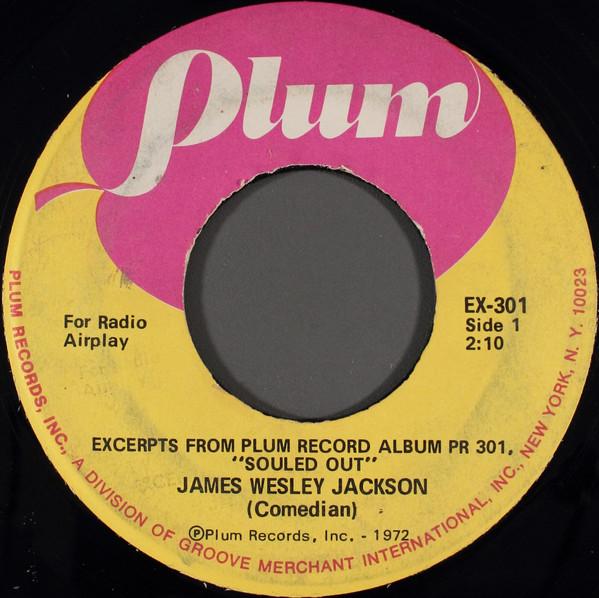 Plum
For Radio
Airplay
EX-301
Side 1
2:10
EXCERPTS FROM PLUM RECORD ALBUM PR 301,
"SOULED OUT"
JAMES WESLEY JACKSON
(Comedian)
℗Plum Records, Inc. - 1972
PLUM RECORDS, INC., A DIVISION OF GROOVE MERCHANT INTERNATIONAL, INC., NEW YORK, N. Y. 10023